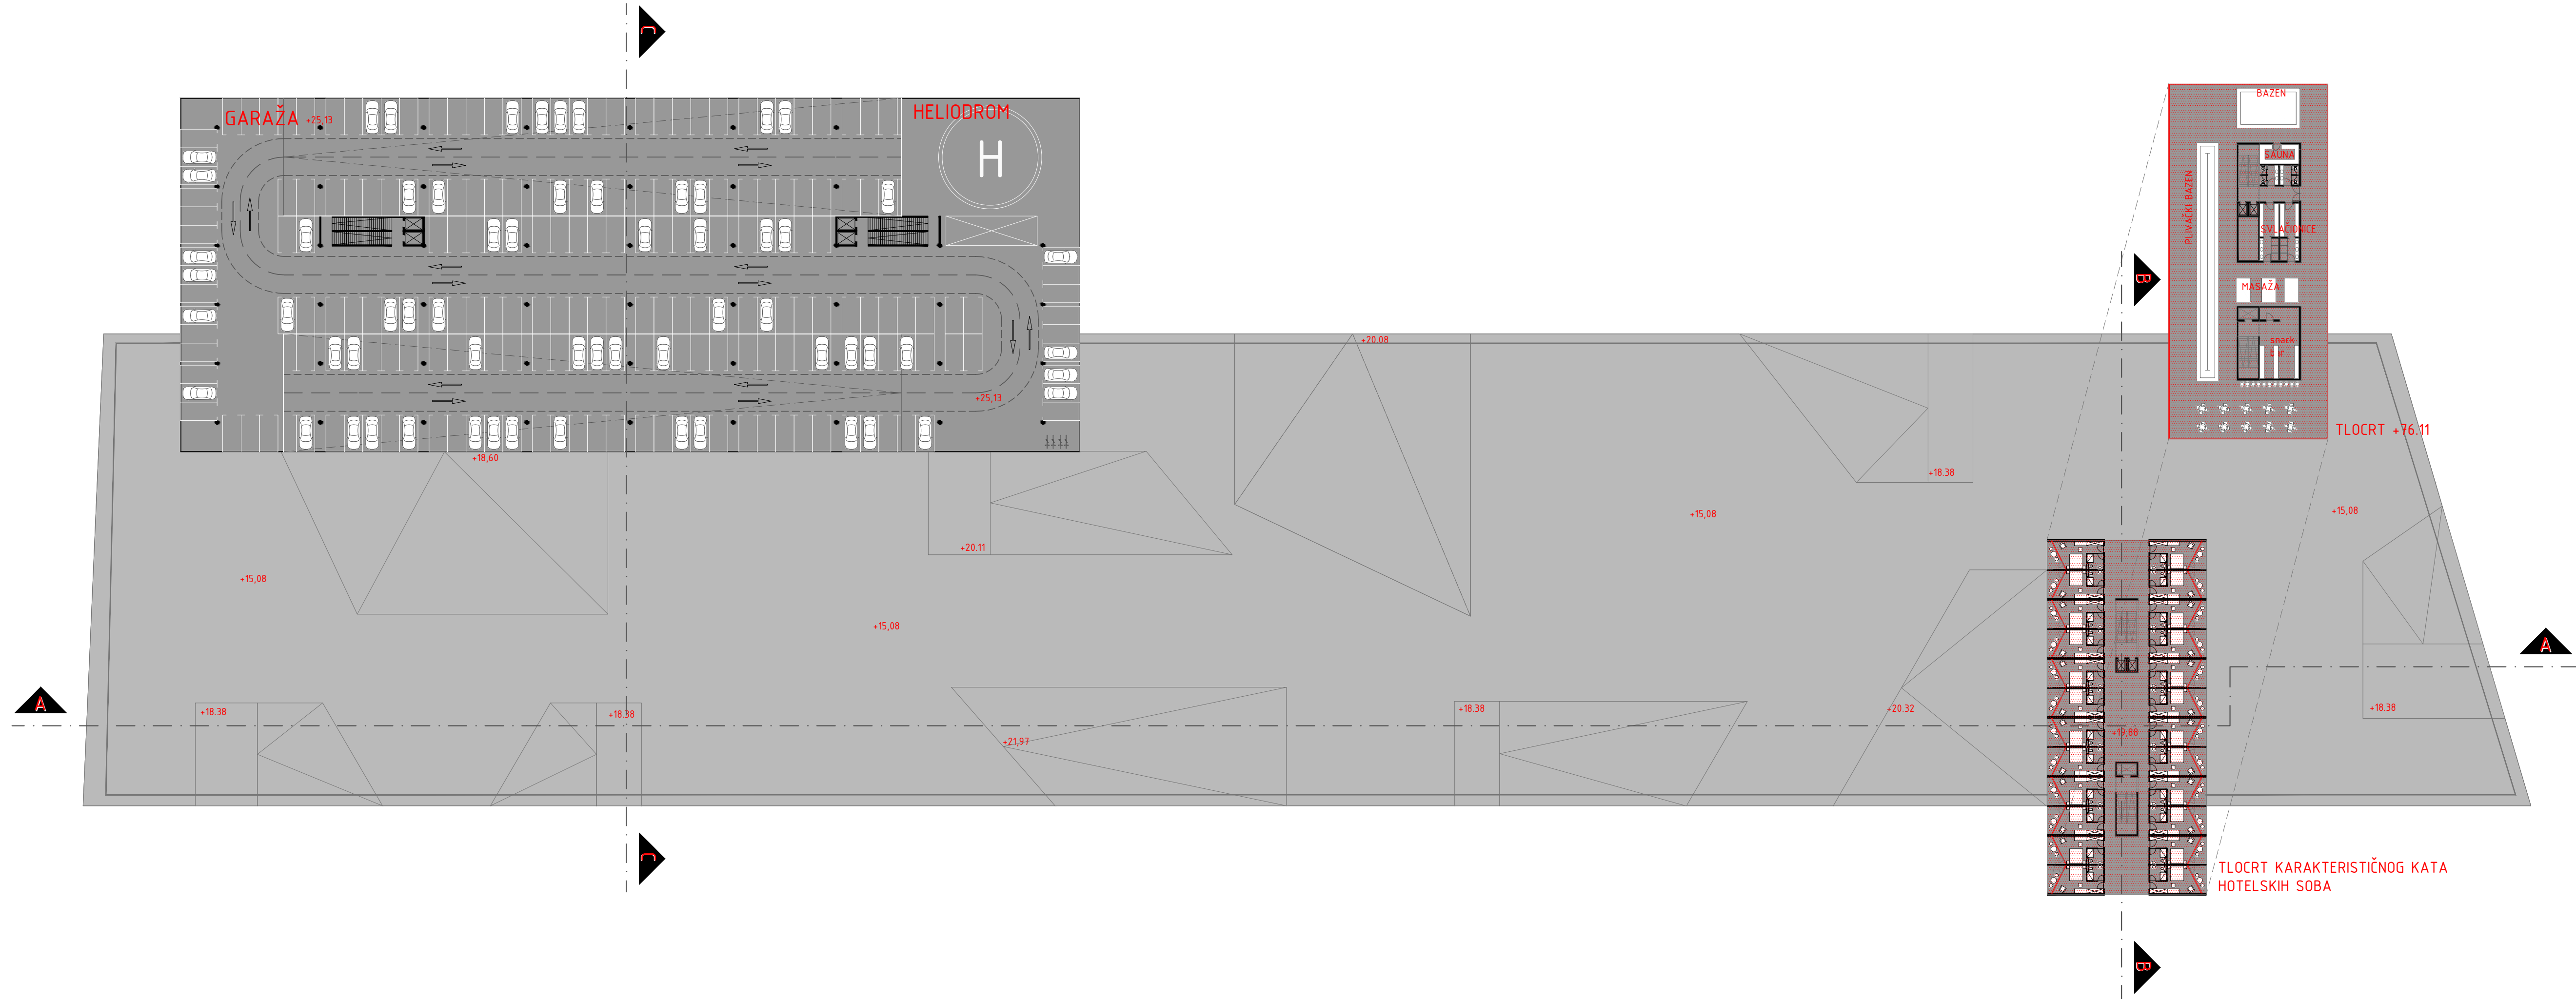 C
BAZEN
GARAŽA +25,13
HELIODROM
H
SAUNA
PLIVAČKI BAZEN
SVLAČIONICE
B
MASAŽA
+20.08
snack
bar
+25,13
TLOCRT +76.11
+18,60
+18.38
+15,08
+15,08
+20.11
+15,08
+15,08
A
A
+18.38
+18.38
+18.38
+20.32
+18.38
+19,88
+21,97
C
TLOCRT KARAKTERISTIČNOG KATA
HOTELSKIH SOBA
B